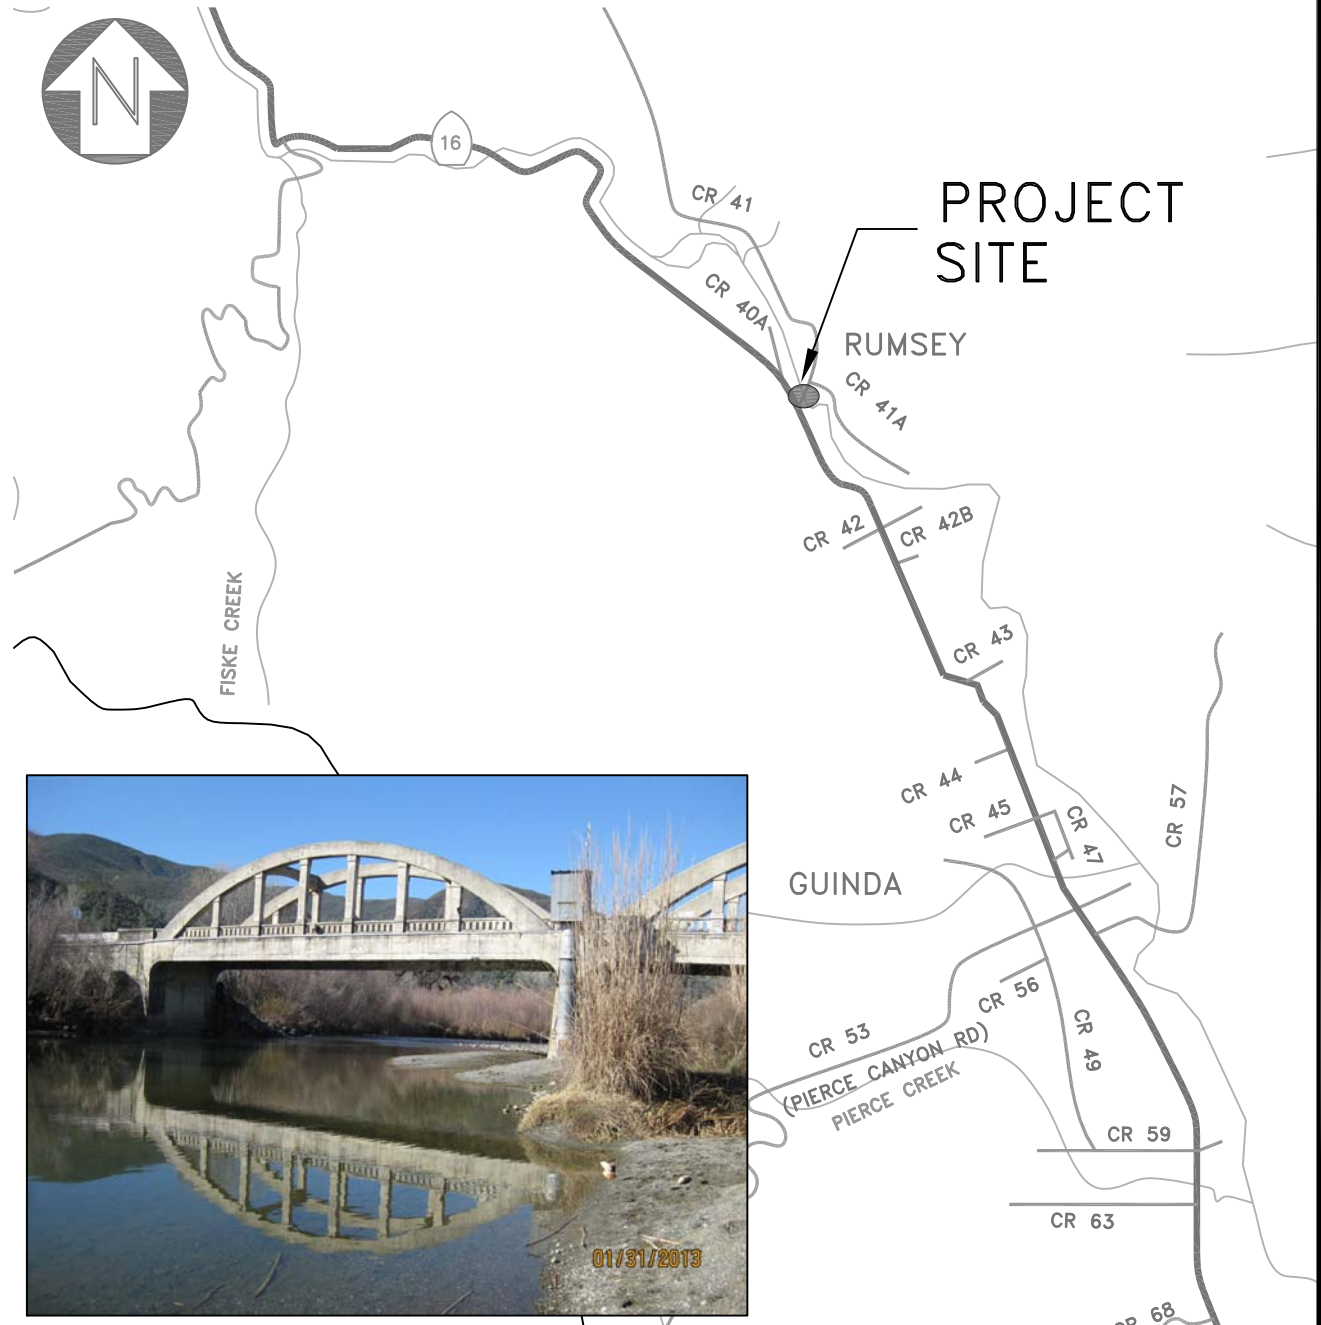 N
16
CR 41
PROJECT
SITE
CR 40A
RUMSEY
CR 41A
CR 42
CR 42B
FISKE CREEK
CR 43
CR 44
CR 45
CR 47
CR 57
GUINDA
CR 56
CR 53
(PIERCE CANYON RD)
PIERCE CREEK
CR 49
CR 59
CR 63
01/31/2013
CR 68